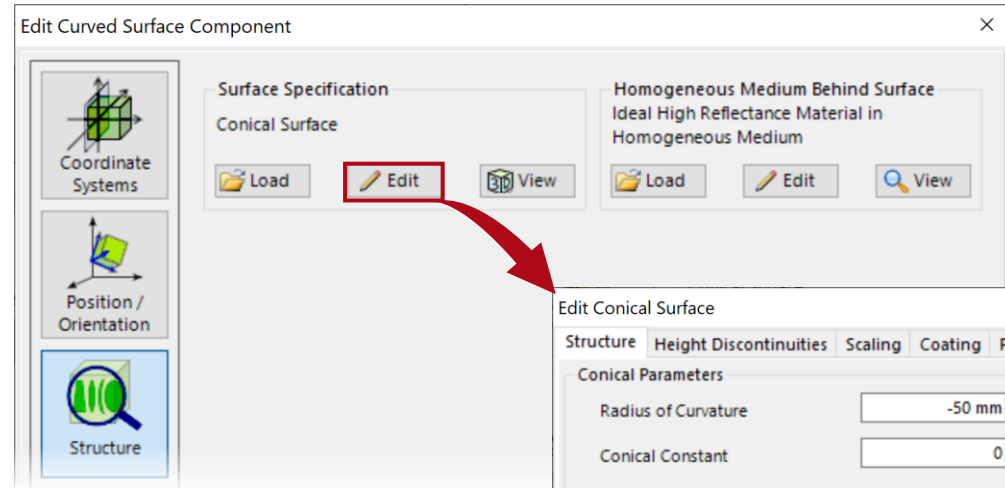 Edit Curved Surface Component
Coordinate
Systems
Position /
Orientation
Structure
Surface Specification
Conical Surface
Load
Edit
3D View
Homogeneous Medium Behind Surface
Ideal High Reflectance Material in
Homogeneous Medium
Load
Edit
View
Edit Conical Surface
Structure Height Discontinuities Scaling Coating
Conical Parameters
Radius of Curvature -50 mm
Conical Constant 0